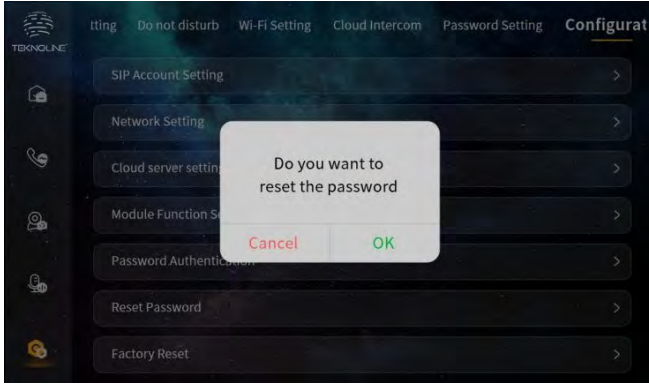 TEKNOLINE
tting Do not disturb Wi-Fi Setting Cloud Intercom Password Setting Configurat
SIP Account Setting
Network Setting
Cloud server settin
Module Function Se
Password Authentication
Reset Password
Factory Reset
Do you want to
reset the password
Cancel OK